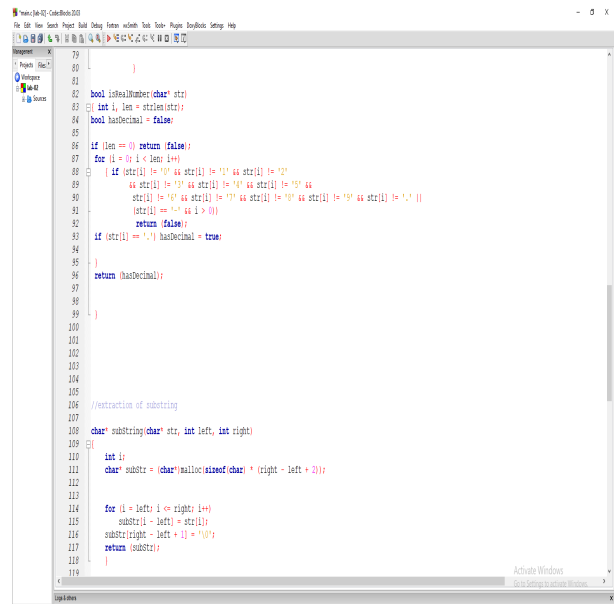 *main.c [lab-02] - Code::Blocks 20.03
File Edit View Search Project Build Debug Fortran wxSmith Tools Tools+ Plugins DoxyBlocks Settings Help
Management X
Projects Files
Workspace
lab-02
Sources
79
80 }
81
82 bool isRealNumber(char* str)
83 { int i, len = strlen(str);
84 bool hasDecimal = false;
85
86 if (len == 0) return (false);
87 for (i = 0; i < len; i++)
88 { if (str[i] != '0' && str[i] != '1' && str[i] != '2'
89 && str[i] != '3' && str[i] != '4' && str[i] != '5' &&
90 str[i] != '6' && str[i] != '7' && str[i] != '8' && str[i] != '9' && str[i] != '.' ||
91 (str[i] == '-' && i > 0))
92 return (false);
93 if (str[i] == '.') hasDecimal = true;
94
95 }
96 return (hasDecimal);
97
98
99 }
100
101
102
103
104
105
106 //extraction of substring
107
108 char* subString(char* str, int left, int right)
109 {
110 int i;
111 char* subStr = (char*)malloc(sizeof(char) * (right - left + 2));
112
113
114 for (i = left; i <= right; i++)
115 subStr[i - left] = str[i];
116 subStr[right - left + 1] = '\0';
117 return (subStr);
118 }
119
Activate Windows
Go to Settings to activate Windows.
Logs & others X